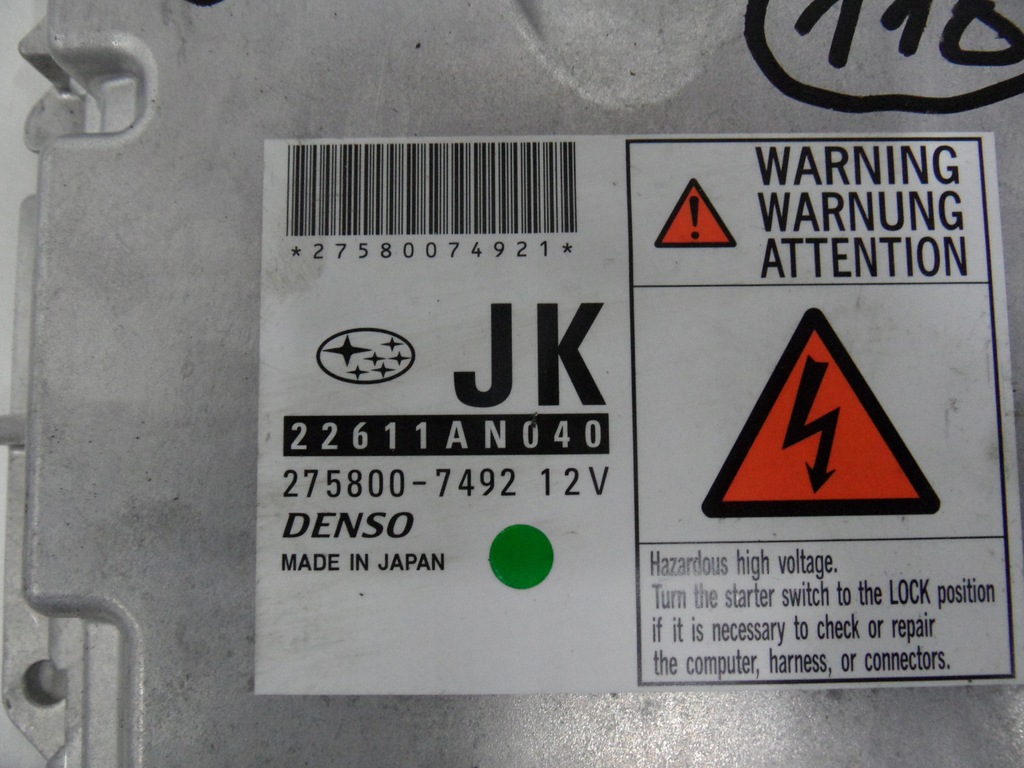 118
*27580074921*
JK
22611AN040
275800-7492 12V
DENSO
MADE IN JAPAN
WARNING
WARNUNG
ATTENTION
Hazardous high voltage.
Turn the starter switch to the LOCK position
if it is necessary to check or repair
the computer, harness, or connectors.